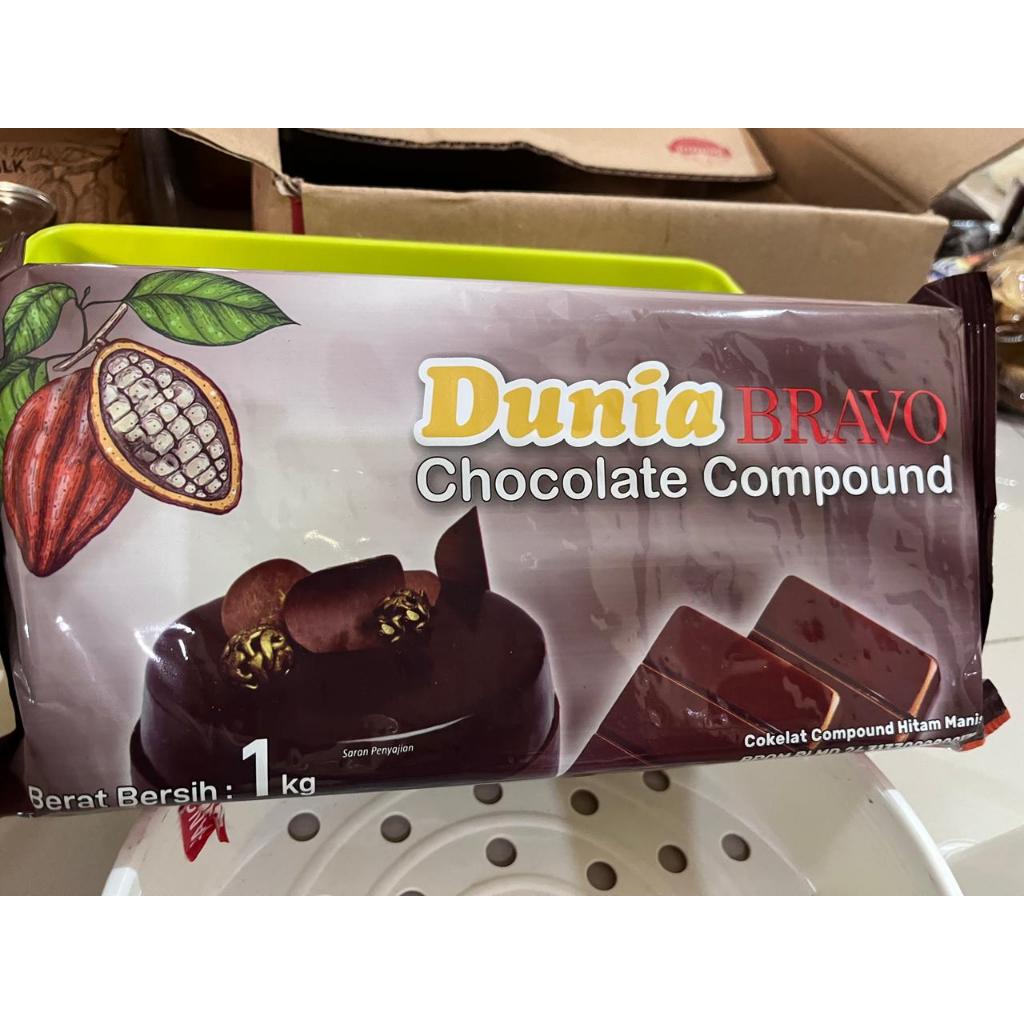 Dunia BRAVO
Chocolate Compound
Saran Penyajian
Cokelat Compound Hitam Manis
Berat Bersih : 1 kg